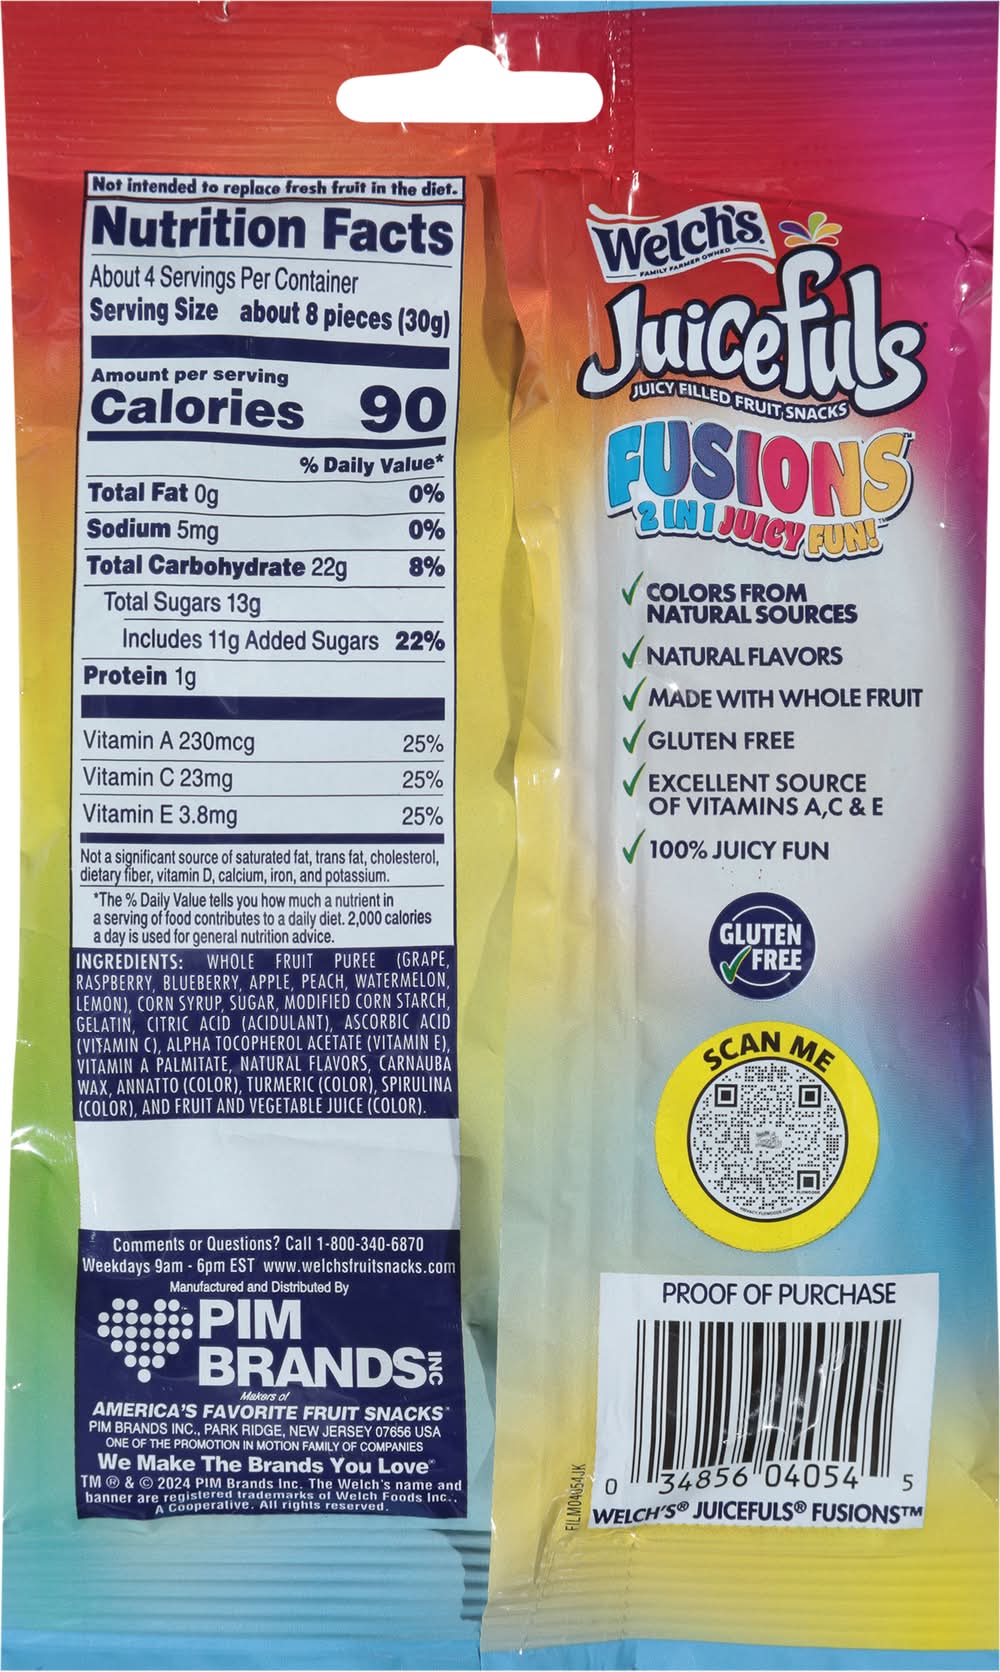 Not intended to replace fresh fruit in the diet.
Nutrition Facts
About 4 Servings Per Container
Serving Size about 8 pieces (30g)
Amount per serving
Calories 90
% Daily Value*
Total Fat 0g 0%
Sodium 5mg 0%
Total Carbohydrate 22g 8%
Total Sugars 13g
Includes 11g Added Sugars 22%
Protein 1g
Vitamin A 230mcg 25%
Vitamin C 23mg 25%
Vitamin E 3.8mg 25%
Not a significant source of saturated fat, trans fat, cholesterol,
dietary fiber, vitamin D, calcium, iron, and potassium.
*The % Daily Value tells you how much a nutrient in
a serving of food contributes to a daily diet. 2,000 calories
a day is used for general nutrition advice.
INGREDIENTS: WHOLE FRUIT PUREE (GRAPE,
RASPBERRY, BLUEBERRY, APPLE, PEACH, WATERMELON,
LEMON), CORN SYRUP, SUGAR, MODIFIED CORN STARCH,
GELATIN, CITRIC ACID (ACIDULANT), ASCORBIC ACID
(VITAMIN C), ALPHA TOCOPHEROL ACETATE (VITAMIN E),
VITAMIN A PALMITATE, NATURAL FLAVORS, CARNAUBA
WAX, ANNATTO (COLOR), TURMERIC (COLOR), SPIRULINA
(COLOR), AND FRUIT AND VEGETABLE JUICE (COLOR).
Comments or Questions? Call 1-800-340-6870
Weekdays 9am - 6pm EST www.welchsfruitsnacks.com
Manufactured and Distributed By
PIM
BRANDS INC
Makers of
AMERICA'S FAVORITE FRUIT SNACKS™
PIM BRANDS INC., PARK RIDGE, NEW JERSEY 07656 USA
ONE OF THE PROMOTION IN MOTION FAMILY OF COMPANIES
We Make The Brands You Love®
TM ® & © 2024 PIM Brands Inc. The Welch's name and
banner are registered trademarks of Welch Foods Inc.,
A Cooperative. All rights reserved.
Welch's.
FAMILY FARMER OWNED
Juicefuls
JUICY FILLED FRUIT SNACKS
FUSIONS™
2 IN 1 JUICY FUN!™
COLORS FROM
NATURAL SOURCES
NATURAL FLAVORS
MADE WITH WHOLE FRUIT
GLUTEN FREE
EXCELLENT SOURCE
OF VITAMINS A,C & E
100% JUICY FUN
GLUTEN
FREE
SCAN ME
PROOF OF PURCHASE
0 34856 04054 5
WELCH'S® JUICEFULS® FUSIONS™
FILM04054JK